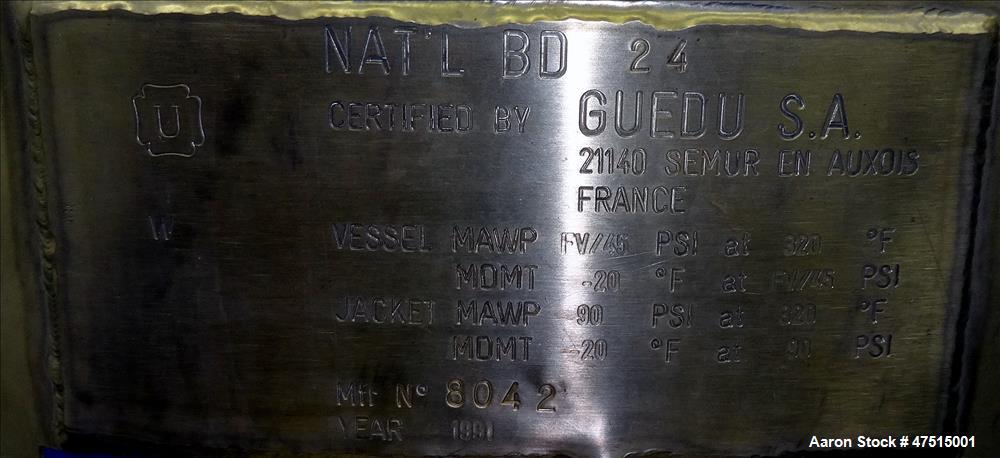 NAT'L BD 24
U
CERTIFIED BY GUEDU S.A.
21140 SEMUR EN AUXOIS
FRANCE
W
VESSEL MAWP FV/45 PSI at 320 °F
MDMT -20 °F at FV/45 PSI
JACKET MAWP 90 PSI at 320 °F
MDMT -20 °F at 90 PSI
Mfr N° 8042
YEAR 1991
Aaron Stock # 47515001